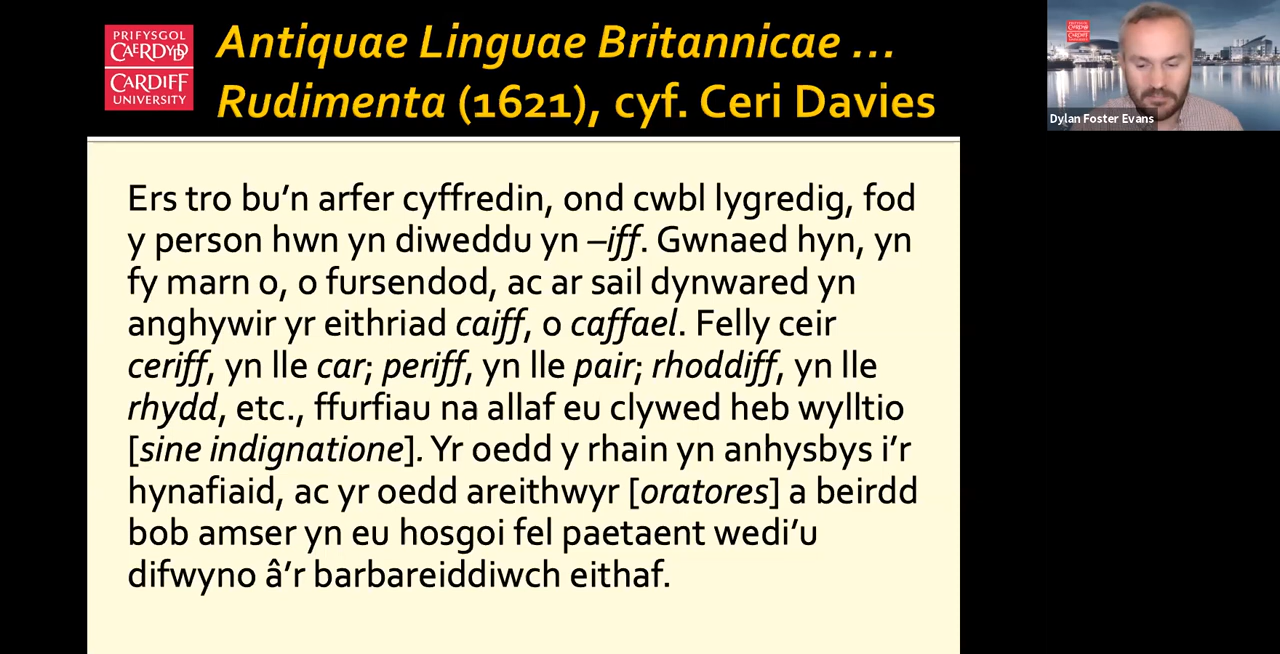 PRIFYSGOL
CAERDYDD
CARDIFF
UNIVERSITY
Antiquae Linguae Britannicae ...
Rudimenta (1621), cyf. Ceri Davies
Dylan Foster Evans
Ers tro bu’n arfer cyffredin, ond cwbl lygredig, fod
y person hwn yn diweddu yn –iff. Gwnaed hyn, yn
fy marn o, o fursendod, ac ar sail dynwared yn
anghywir yr eithriad caiff, o caffael. Felly ceir
ceriff, yn lle car; periff, yn lle pair; rhoddiff, yn lle
rhydd, etc., ffurfiau na allaf eu clywed heb wylltio
[sine indignatione]. Yr oedd y rhain yn anhysbys i’r
hynafiaid, ac yr oedd areithwyr [oratores] a beirdd
bob amser yn eu hosgoi fel paetaent wedi’u
difwyno â’r barbareiddiwch eithaf.